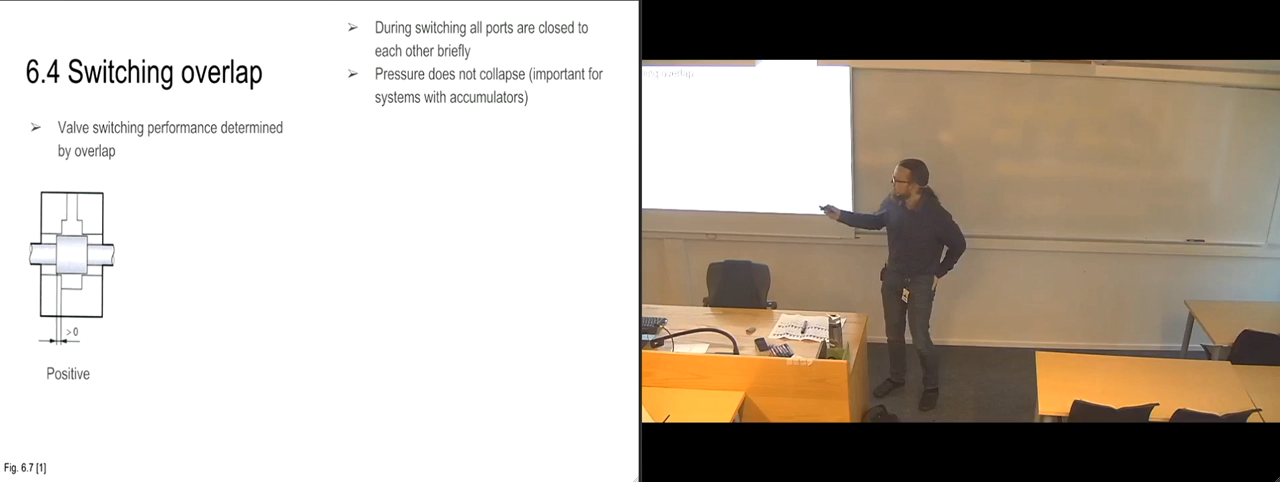 6.4 Switching overlap
➢ Valve switching performance determined
by overlap
> 0
Positive
Fig. 6.7 [1]
➢ During switching all ports are closed to
each other briefly
➢ Pressure does not collapse (important for
systems with accumulators)
overlap